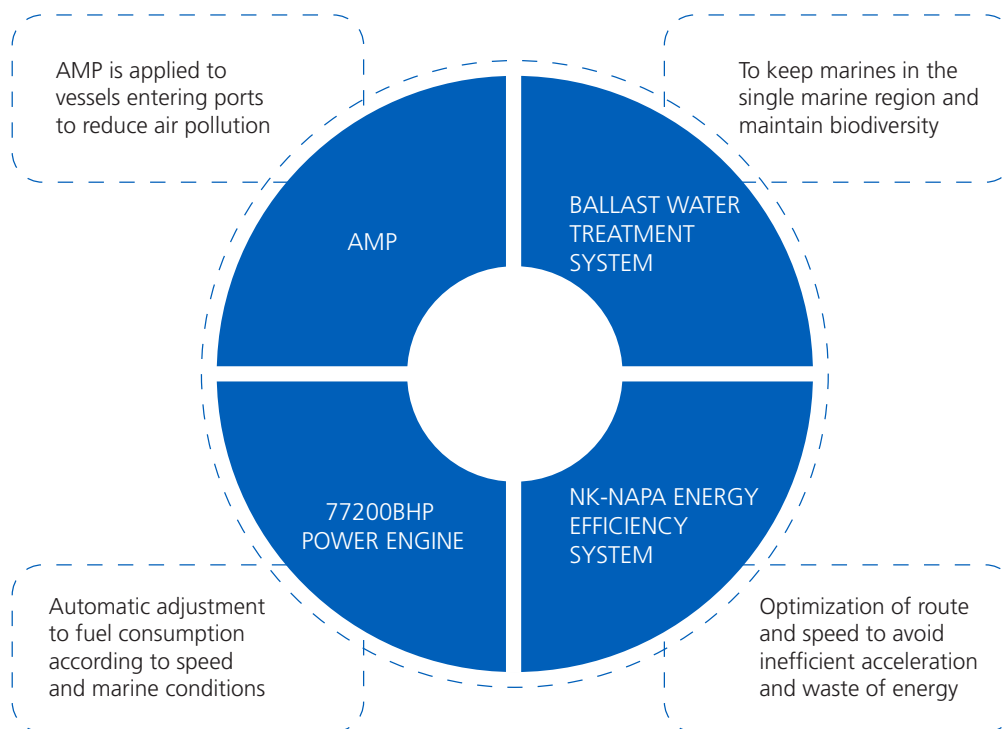 AMP is applied to
vessels entering ports
to reduce air pollution
To keep marines in the
single marine region and
maintain biodiversity
AMP
BALLAST WATER
TREATMENT
SYSTEM
77200BHP
POWER ENGINE
NK-NAPA ENERGY
EFFICIENCY
SYSTEM
Automatic adjustment
to fuel consumption
according to speed
and marine conditions
Optimization of route
and speed to avoid
inefficient acceleration
and waste of energy